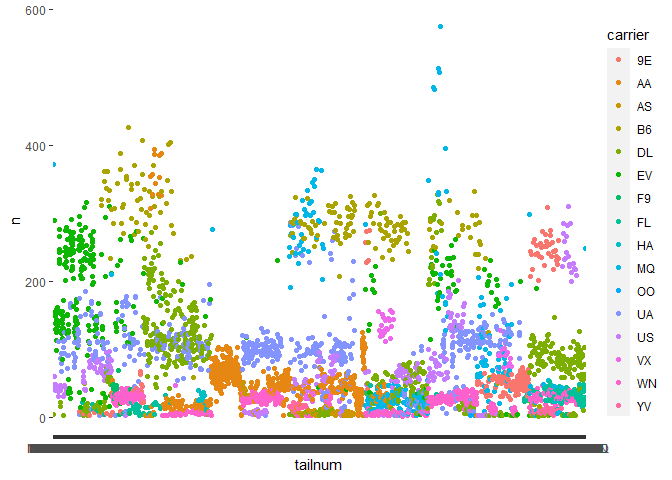 600
400
200
0
n
tailnum
carrier
9E
AA
AS
B6
DL
EV
F9
FL
HA
MQ
OO
UA
US
VX
WN
YV